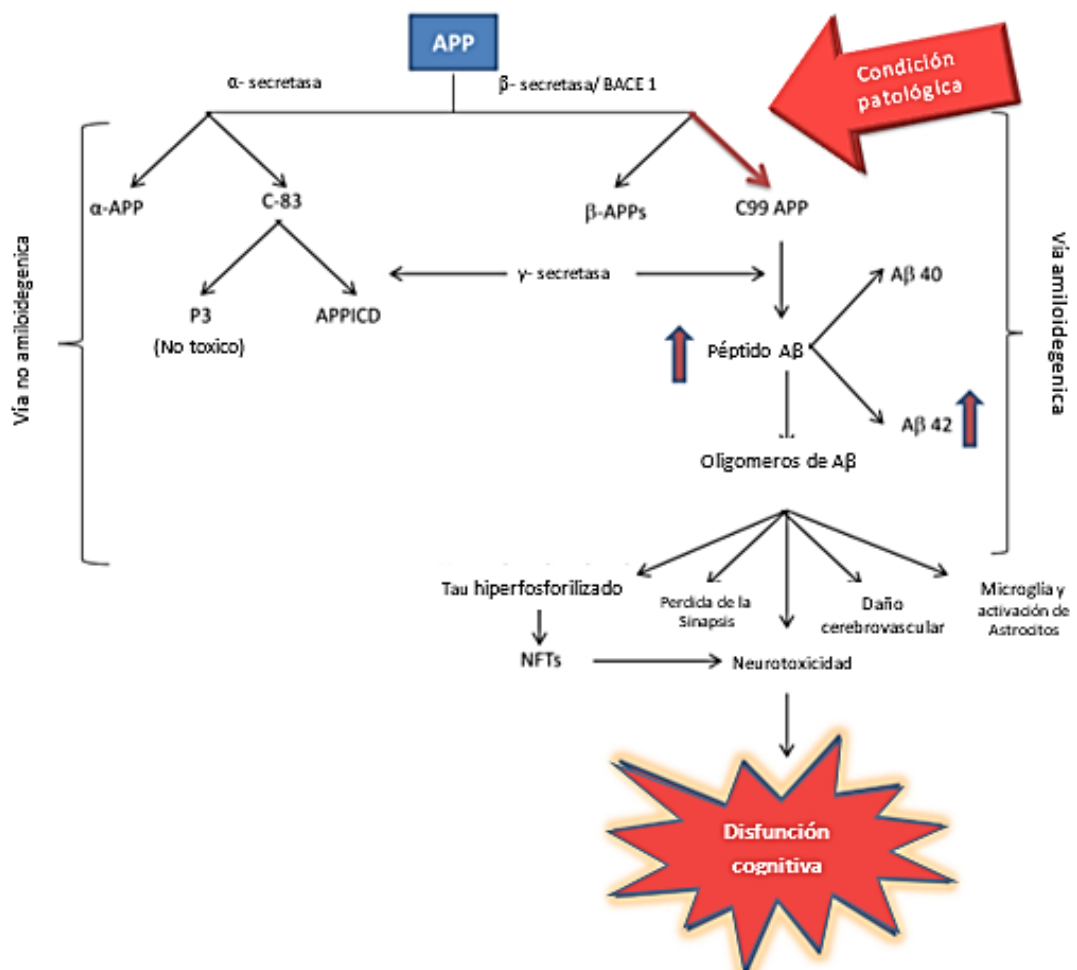 APP
α- secretasa
β- secretasa/ BACE 1
Condición
patológica
α-APP
C-83
β-APPs
C99 APP
γ- secretasa
Aβ 40
P3
(No toxico)
APPICD
Péptido Aβ
Aβ 42
Oligomeros de Aβ
Vía no amiloidegenica
Vía amiloidegenica
Tau hiperfosforilizado
Perdida de la
Sinapsis
Daño
cerebrovascular
Microglía y
activación de
Astrocitos
NFTs
Neurotoxicidad
Disfunción
cognitiva